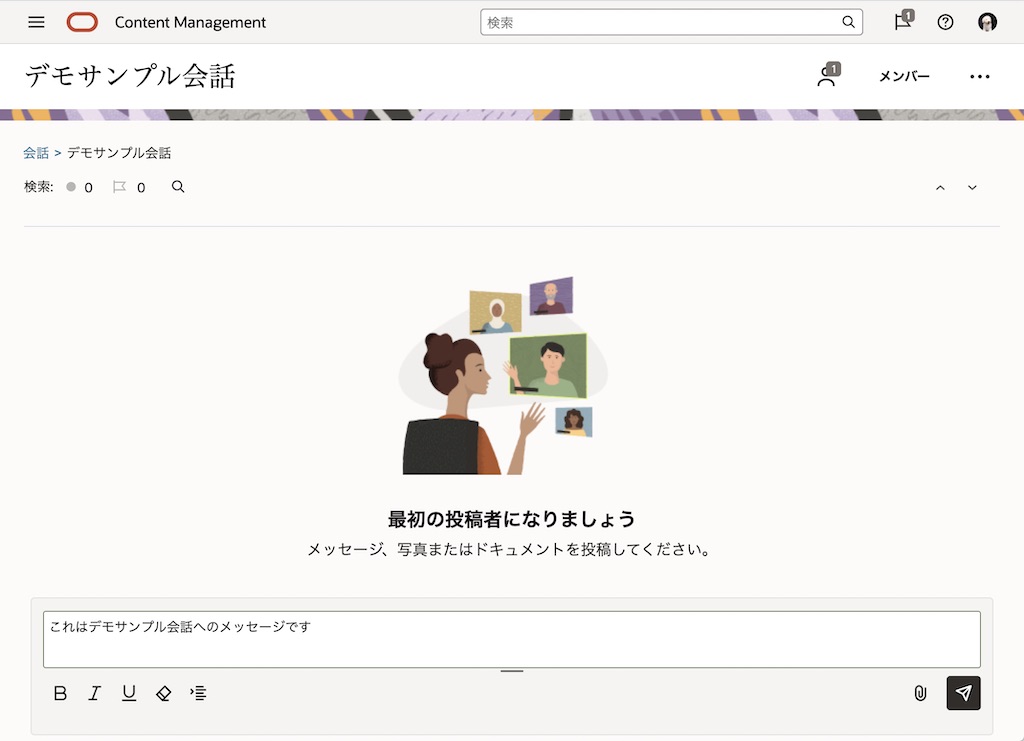 Content Management
検索
1
デモサンプル会話
1
メンバー
会話 > デモサンプル会話
検索: 0 0
最初の投稿者になりましょう
メッセージ、写真またはドキュメントを投稿してください。
これはデモサンプル会話へのメッセージです
B I U